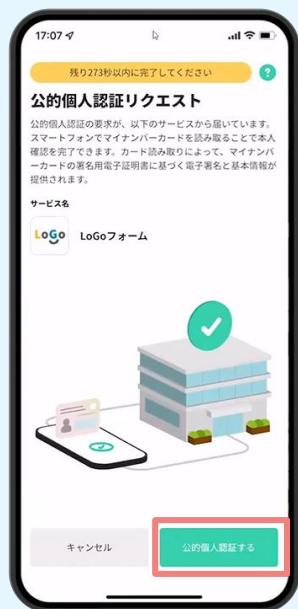 17:07
残り273秒以内に完了してください
?
公的個人認証リクエスト
公的個人認証の要求が、以下のサービスから届いています。
スマートフォンでマイナンバーカードを読み取ることで本人
確認を完了できます。カード読み取りによって、マイナンバ
ーカードの署名用電子証明書に基づく電子署名と基本情報が
提供されます。
サービス名
LoGo
LoGoフォーム
キャンセル
公的個人認証する